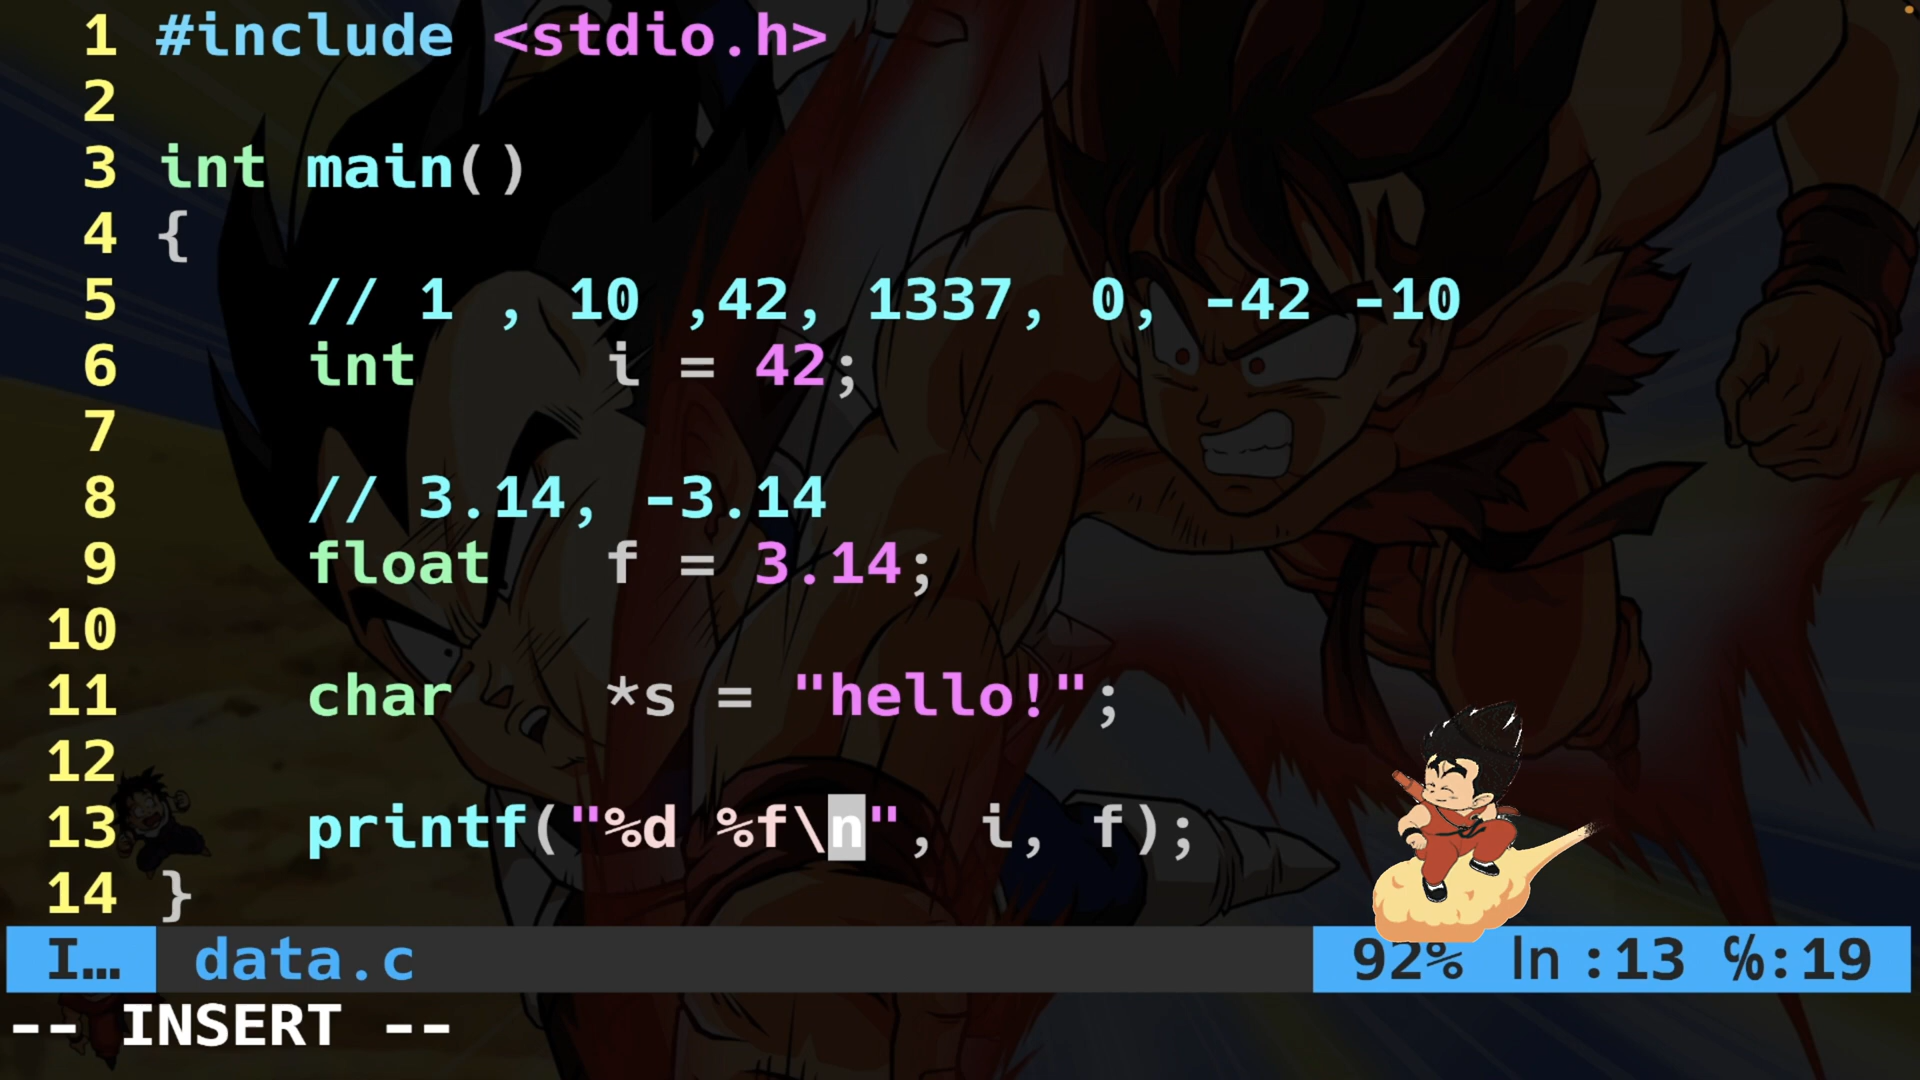 1 #include <stdio.h>
2
3 int main()
4 {
5     // 1 , 10 ,42, 1337, 0, -42 -10
6     int     i = 42;
7
8     // 3.14, -3.14
9     float   f = 3.14;
10
11     char    *s = "hello!";
12
13     printf("%d %f\n", i, f);
14 }
I… data.c 92% ln :13 ℅:19
-- INSERT --